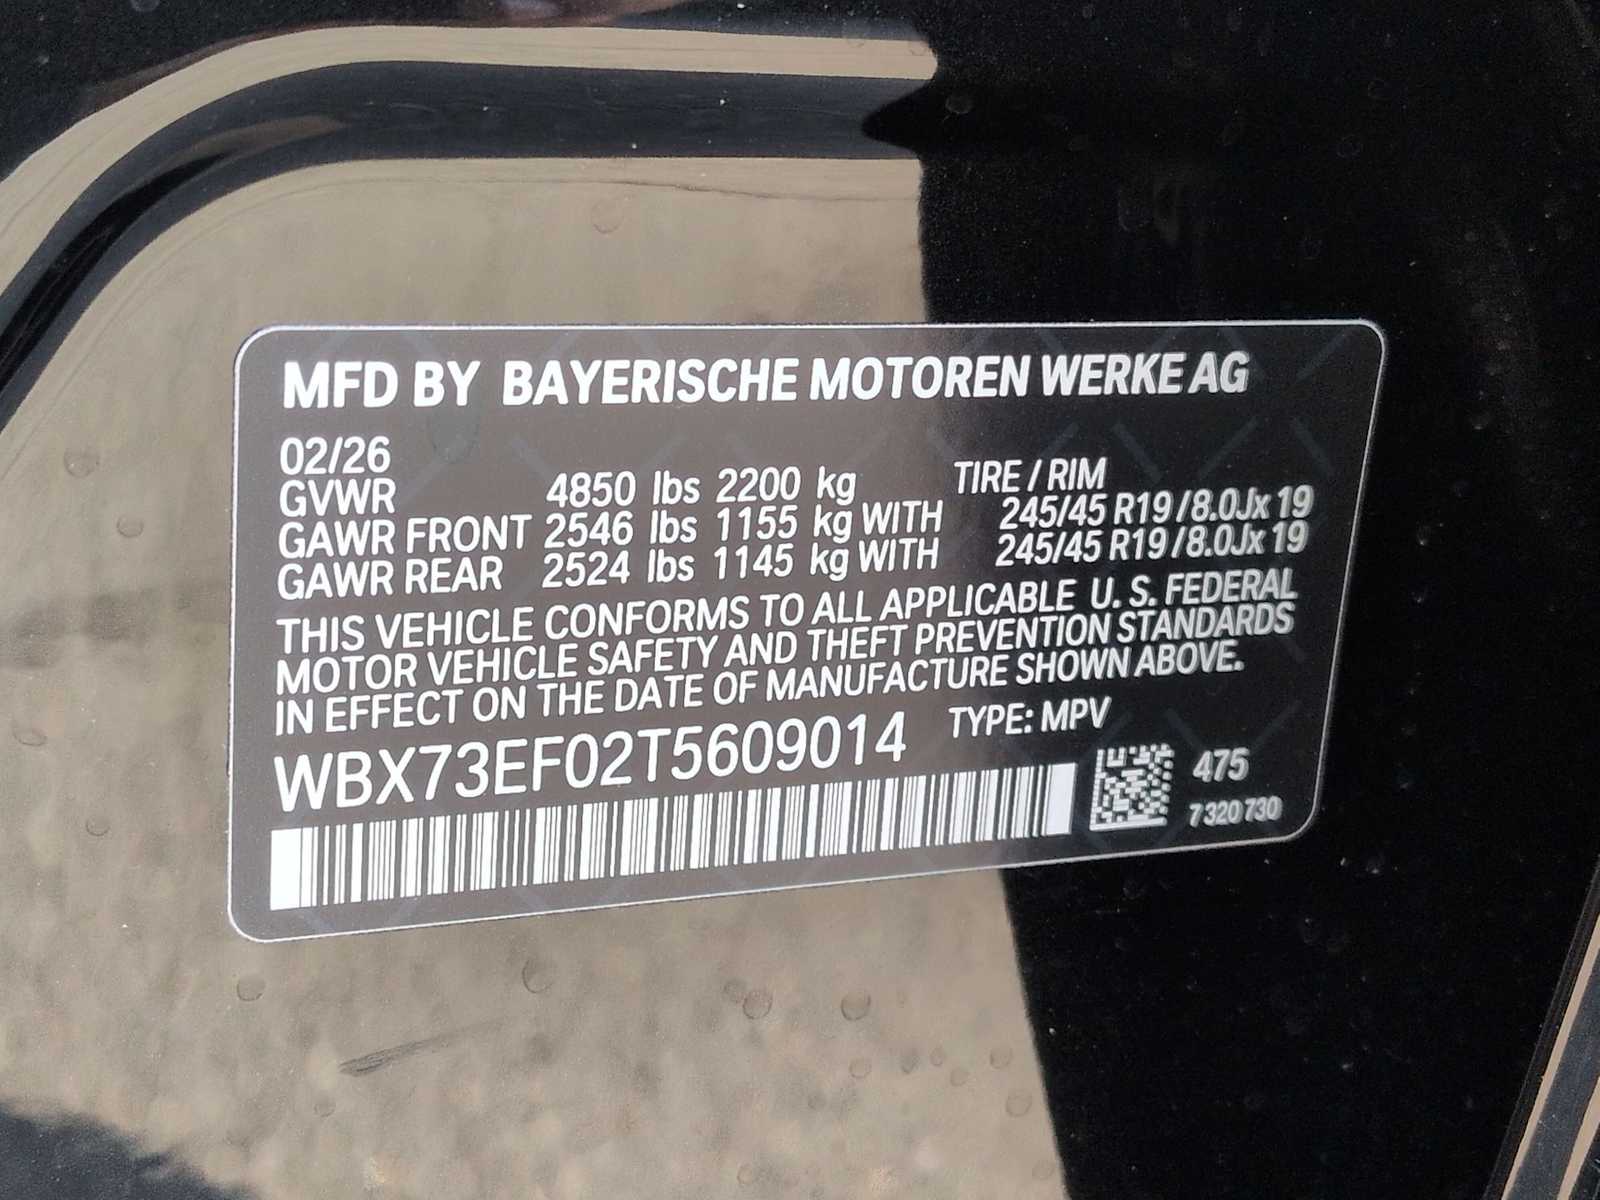 MFD BY BAYERISCHE MOTOREN WERKE AG
02/26
GVWR 4850 lbs 2200 kg TIRE / RIM
GAWR FRONT 2546 lbs 1155 kg WITH 245/45 R19 /8.0Jx 19
GAWR REAR 2524 lbs 1145 kg WITH 245/45 R19 /8.0Jx 19
THIS VEHICLE CONFORMS TO ALL APPLICABLE U. S. FEDERAL
MOTOR VEHICLE SAFETY AND THEFT PREVENTION STANDARDS
IN EFFECT ON THE DATE OF MANUFACTURE SHOWN ABOVE.
WBX73EF02T5609014 TYPE: MPV
475
7 320 730